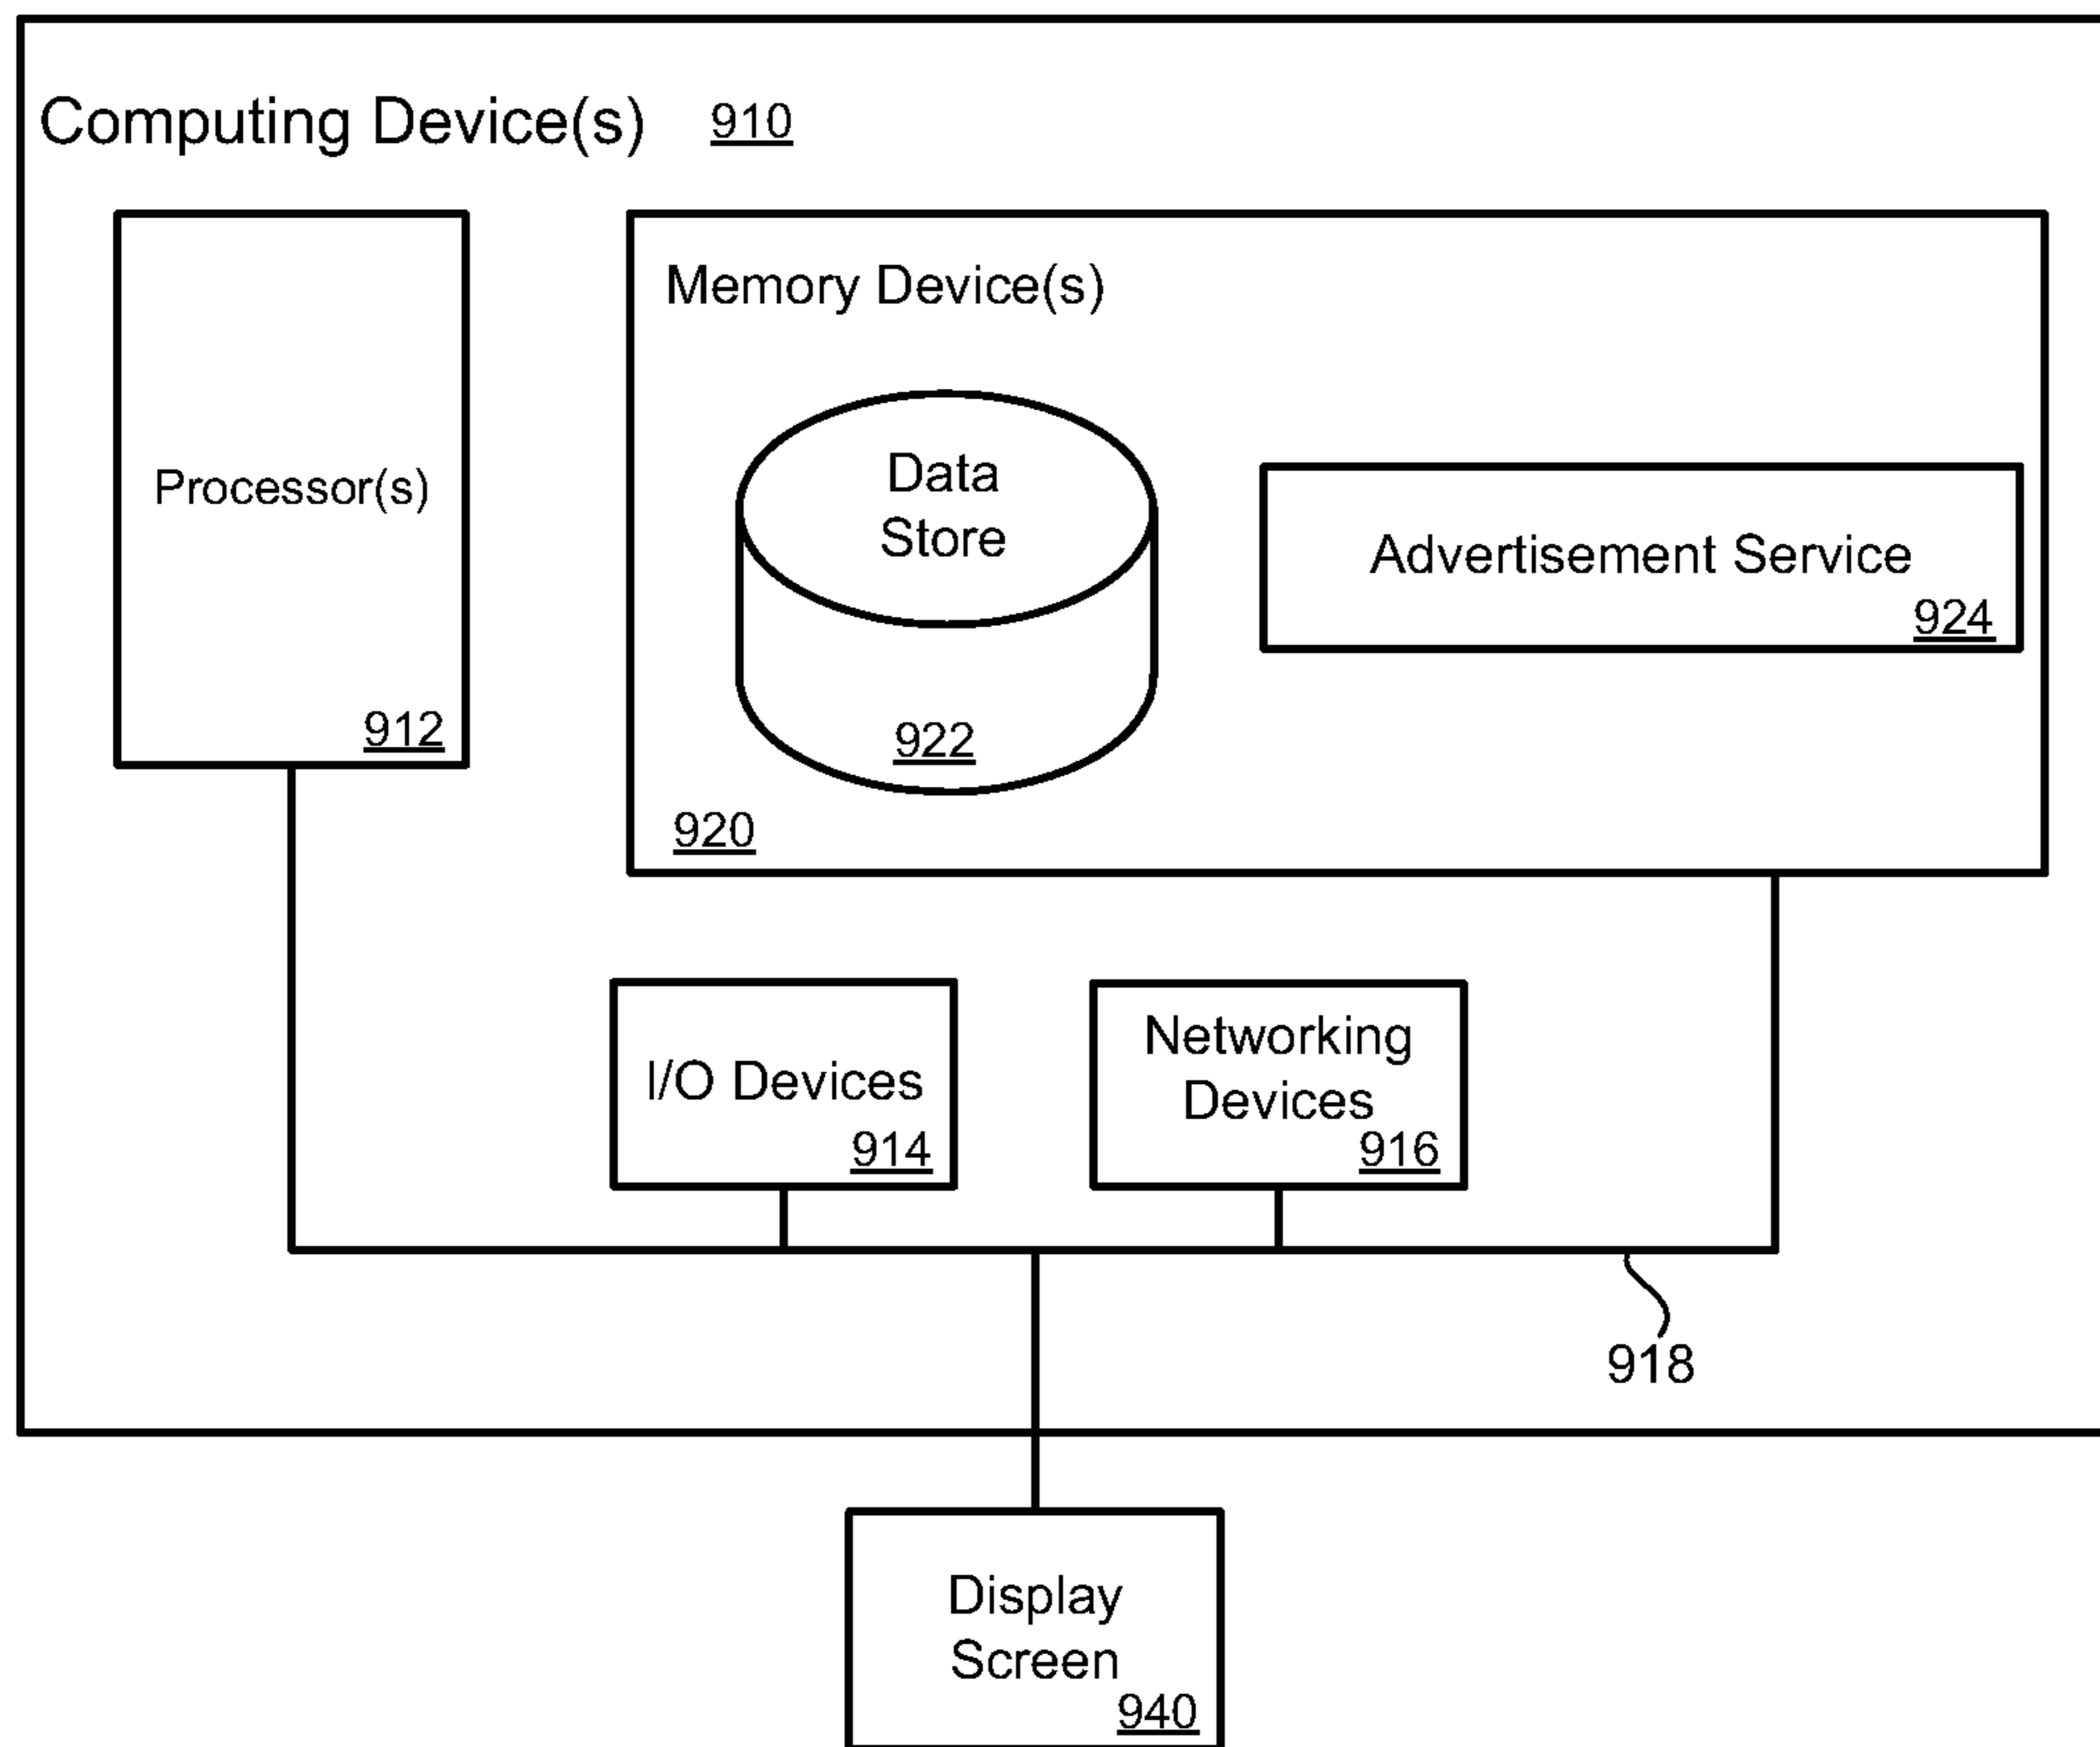 Computing Device(s) 910
Memory Device(s)
Processor(s)
912
Data
Store
922
Advertisement Service
924
920
I/O Devices
914
Networking
Devices
916
918
Display
Screen
940